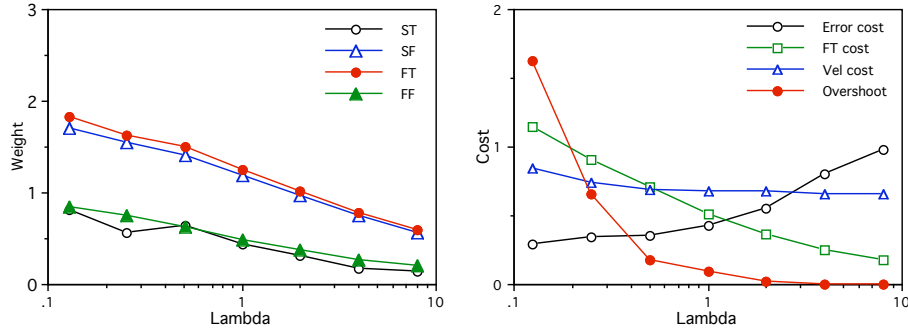 3
2
1
0
Weight
.1
1
10
Lambda
ST
SF
FT
FF
2
1
0
Cost
.1
1
10
Lambda
Error cost
FT cost
Vel cost
Overshoot